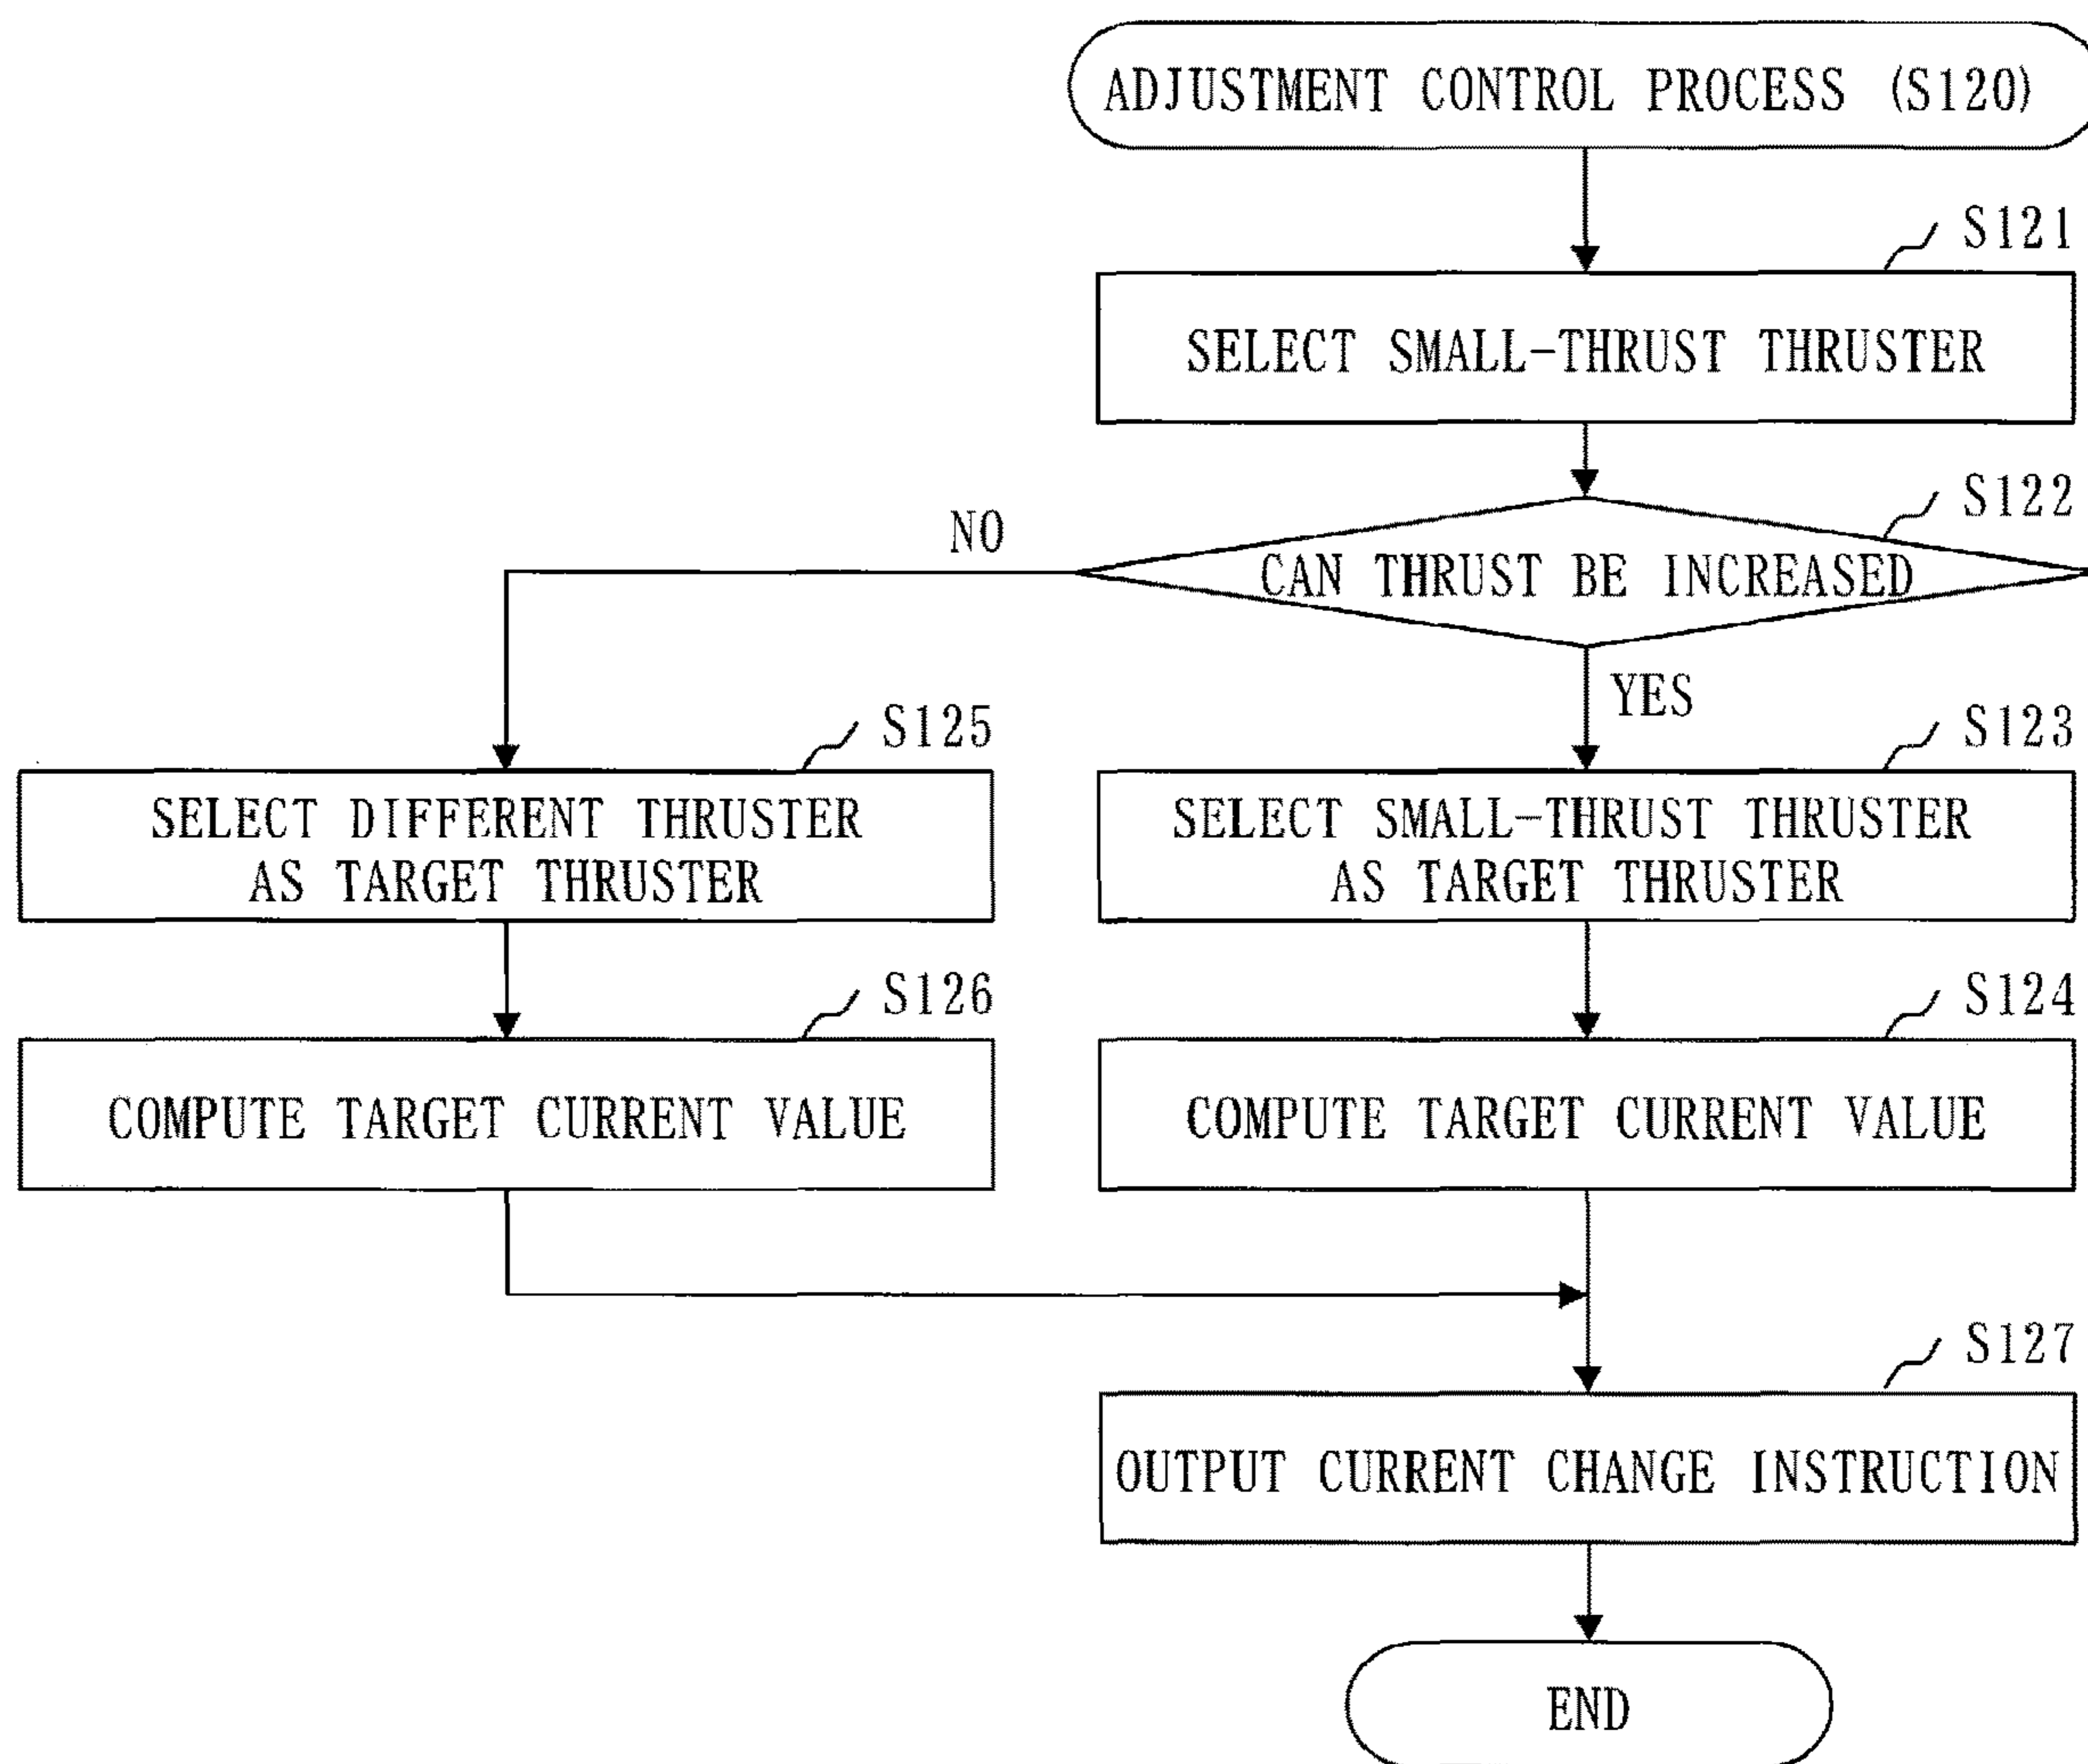 ADJUSTMENT CONTROL PROCESS (S120)
S121
SELECT SMALL-THRUST THRUSTER
S122
CAN THRUST BE INCREASED
NO
YES
S125
SELECT DIFFERENT THRUSTER
AS TARGET THRUSTER
S123
SELECT SMALL-THRUST THRUSTER
AS TARGET THRUSTER
S126
COMPUTE TARGET CURRENT VALUE
S124
COMPUTE TARGET CURRENT VALUE
S127
OUTPUT CURRENT CHANGE INSTRUCTION
END